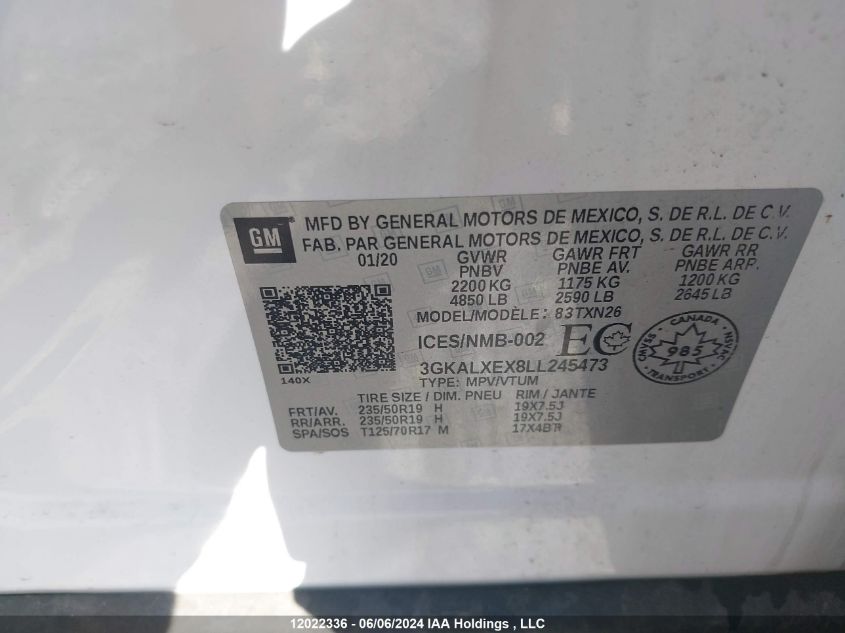 GM MFD BY GENERAL MOTORS DE MEXICO, S. DE R.L. DE C.V.
FAB. PAR GENERAL MOTORS DE MEXICO, S. DE R.L. DE C.V.
01/20 GVWR GAWR FRT GAWR RR
PNBV PNBE AV. PNBE ARR.
2200 KG 1175 KG 1200 KG
4850 LB 2590 LB 2645 LB
MODEL/MODÈLE: 83TXN26
ICES/NMB-002 EC
CANADA
SVAC NSVAC
985
TRANSPORT
3GKALXEX8LL245473
140X
TYPE: MPV/VTUM
TIRE SIZE / DIM. PNEU RIM / JANTE
FRT/AV. 235/50R19 H 19X7.5J
RR/ARR. 235/50R19 H 19X7.5J
SPA/SOS T125/70R17 M 17X4BTR
12022336 - 06/06/2024 IAA Holdings, LLC